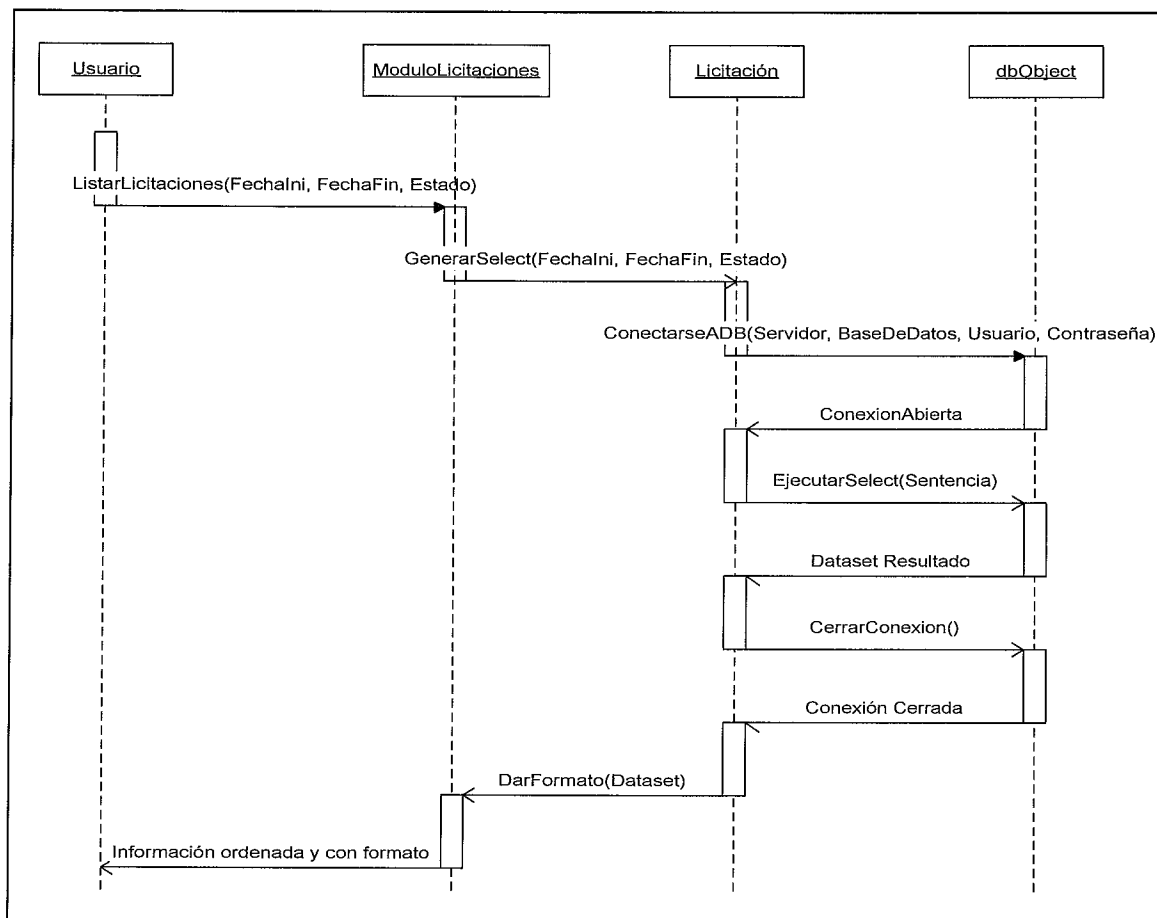 Usuario
ModuloLicitaciones
Licitación
dbObject
ListarLicitaciones(FechaIni, FechaFin, Estado)
GenerarSelect(FechaIni, FechaFin, Estado)
ConectarseADB(Servidor, BaseDeDatos, Usuario, Contraseña)
ConexionAbierta
EjecutarSelect(Sentencia)
Dataset Resultado
CerrarConexion()
Conexión Cerrada
DarFormato(Dataset)
Información ordenada y con formato